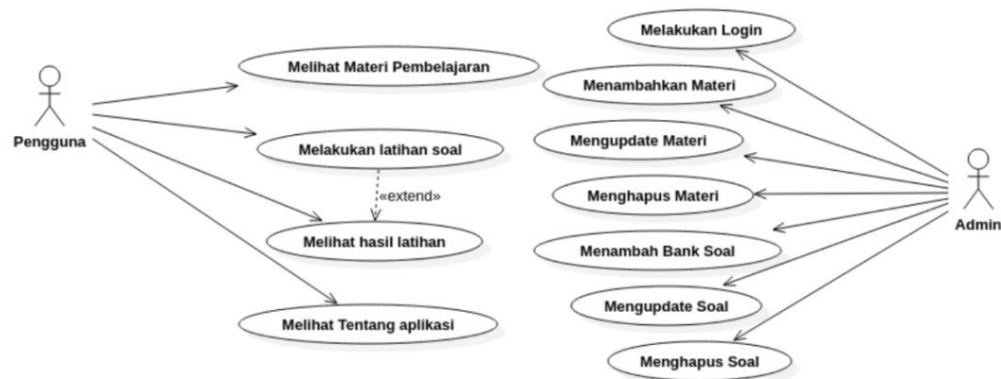 Pengguna
Melihat Materi Pembelajaran
Melakukan latihan soal
«extend»
Melihat hasil latihan
Melihat Tentang aplikasi
Melakukan Login
Menambahkan Materi
Mengupdate Materi
Menghapus Materi
Menambah Bank Soal
Mengupdate Soal
Menghapus Soal
Admin